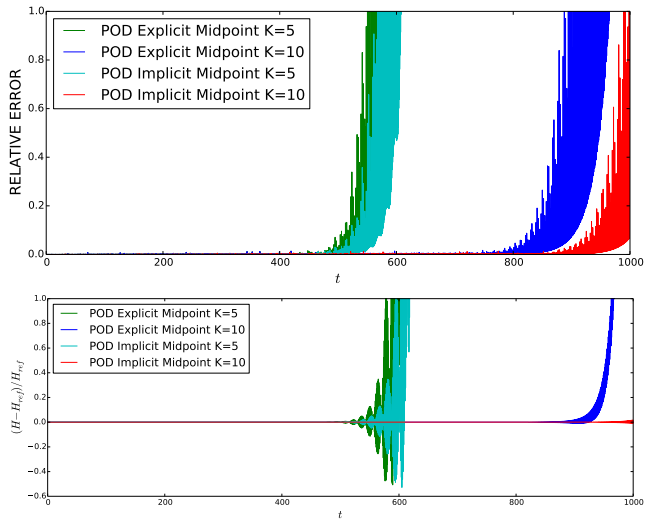 1.0
0.8
0.6
0.4
0.2
0.0
RELATIVE ERROR
POD Explicit Midpoint K=5
POD Explicit Midpoint K=10
POD Implicit Midpoint K=5
POD Implicit Midpoint K=10
0 200 400 600 800 1000
t
1.0
0.8
0.6
0.4
0.2
0.0
−0.2
−0.4
−0.6
(H−H_ref)/H_ref
POD Explicit Midpoint K=5
POD Explicit Midpoint K=10
POD Implicit Midpoint K=5
POD Implicit Midpoint K=10
0 200 400 600 800 1000
t